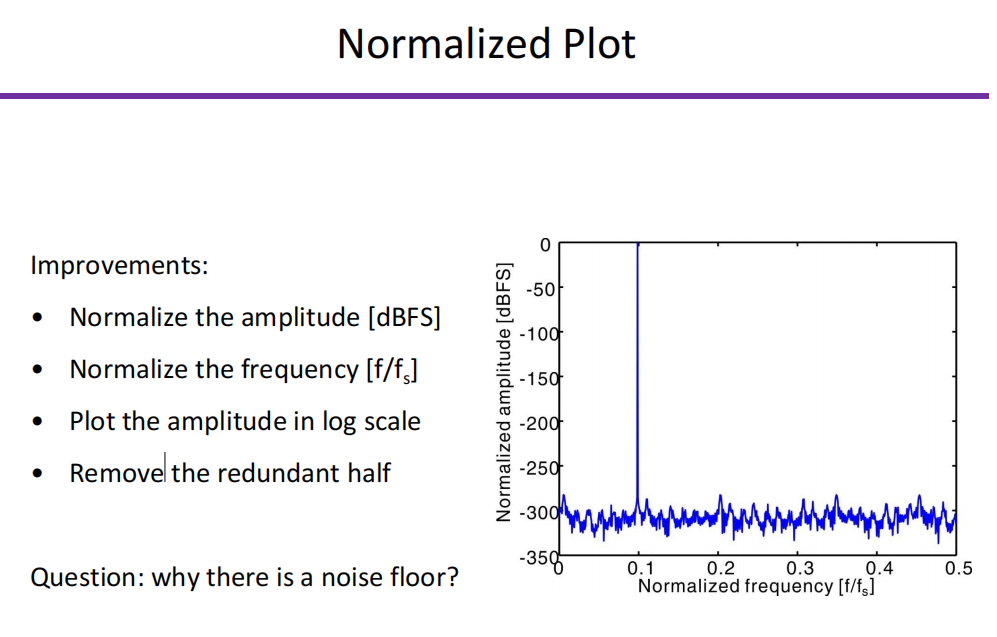 Normalized Plot
Improvements:
• Normalize the amplitude [dBFS]
• Normalize the frequency [f/fs]
• Plot the amplitude in log scale
• Remove the redundant half
Question: why there is a noise floor?
Normalized amplitude [dBFS]
0
-50
-100
-150
-200
-250
-300
-350
0 0.1 0.2 0.3 0.4 0.5
Normalized frequency [f/fs]